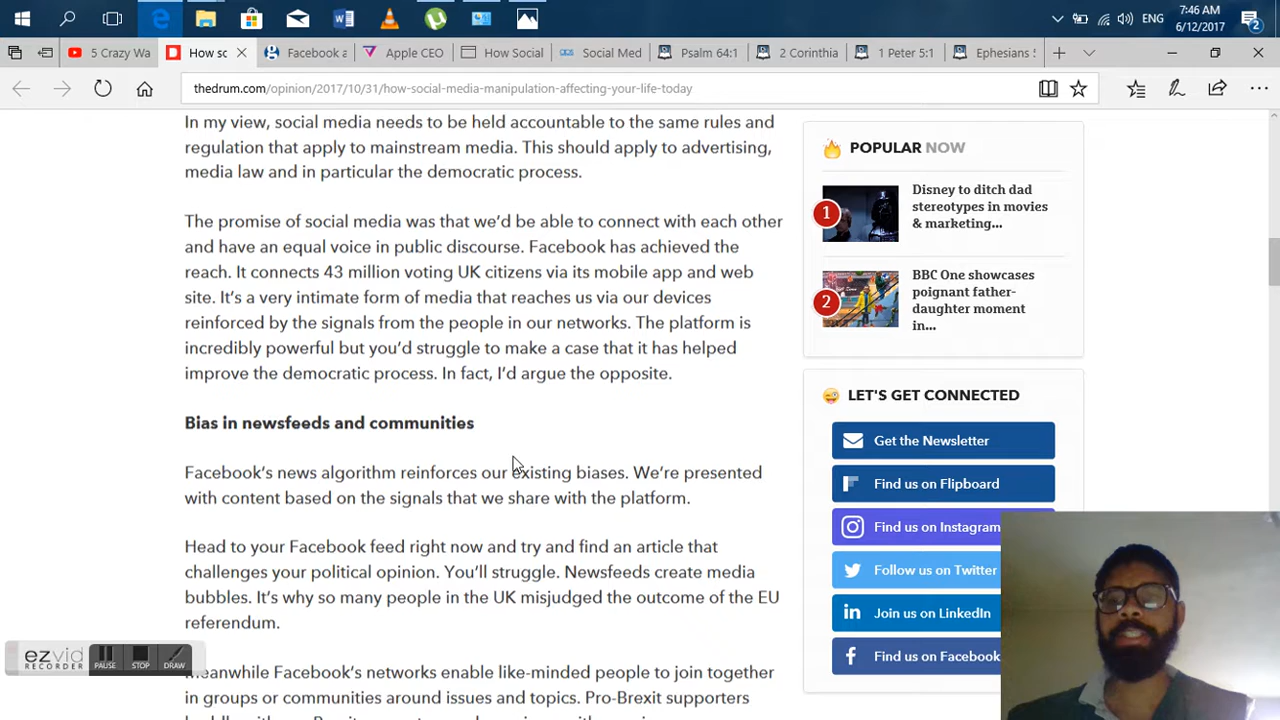 ENG
7:46 AM
6/12/2017
2
5 Crazy Wa
How sc
Facebook a
Apple CEO
How Social
Social Med
Psalm 64:1
2 Corinthia
1 Peter 5:1
Ephesians
thedrum.com/opinion/2017/10/31/how-social-media-manipulation-affecting-your-life-today
In my view, social media needs to be held accountable to the same rules and
regulation that apply to mainstream media. This should apply to advertising,
media law and in particular the democratic process.
The promise of social media was that we'd be able to connect with each other
and have an equal voice in public discourse. Facebook has achieved the
reach. It connects 43 million voting UK citizens via its mobile app and web
site. It's a very intimate form of media that reaches us via our devices
reinforced by the signals from the people in our networks. The platform is
incredibly powerful but you'd struggle to make a case that it has helped
improve the democratic process. In fact, I'd argue the opposite.
Bias in newsfeeds and communities
Facebook's news algorithm reinforces our existing biases. We're presented
with content based on the signals that we share with the platform.
Head to your Facebook feed right now and try and find an article that
challenges your political opinion. You'll struggle. Newsfeeds create media
bubbles. It's why so many people in the UK misjudged the outcome of the EU
referendum.
Meanwhile Facebook's networks enable like-minded people to join together
in groups or communities around issues and topics. Pro-Brexit supporters
POPULAR NOW
1
Disney to ditch dad
stereotypes in movies
& marketing...
2
BBC One showcases
poignant father-
daughter moment
in...
LET'S GET CONNECTED
Get the Newsletter
Find us on Flipboard
Find us on Instagram
Follow us on Twitter
Join us on LinkedIn
Find us on Facebook
ezvid
RECORDER
PAUSE
STOP
DRAW